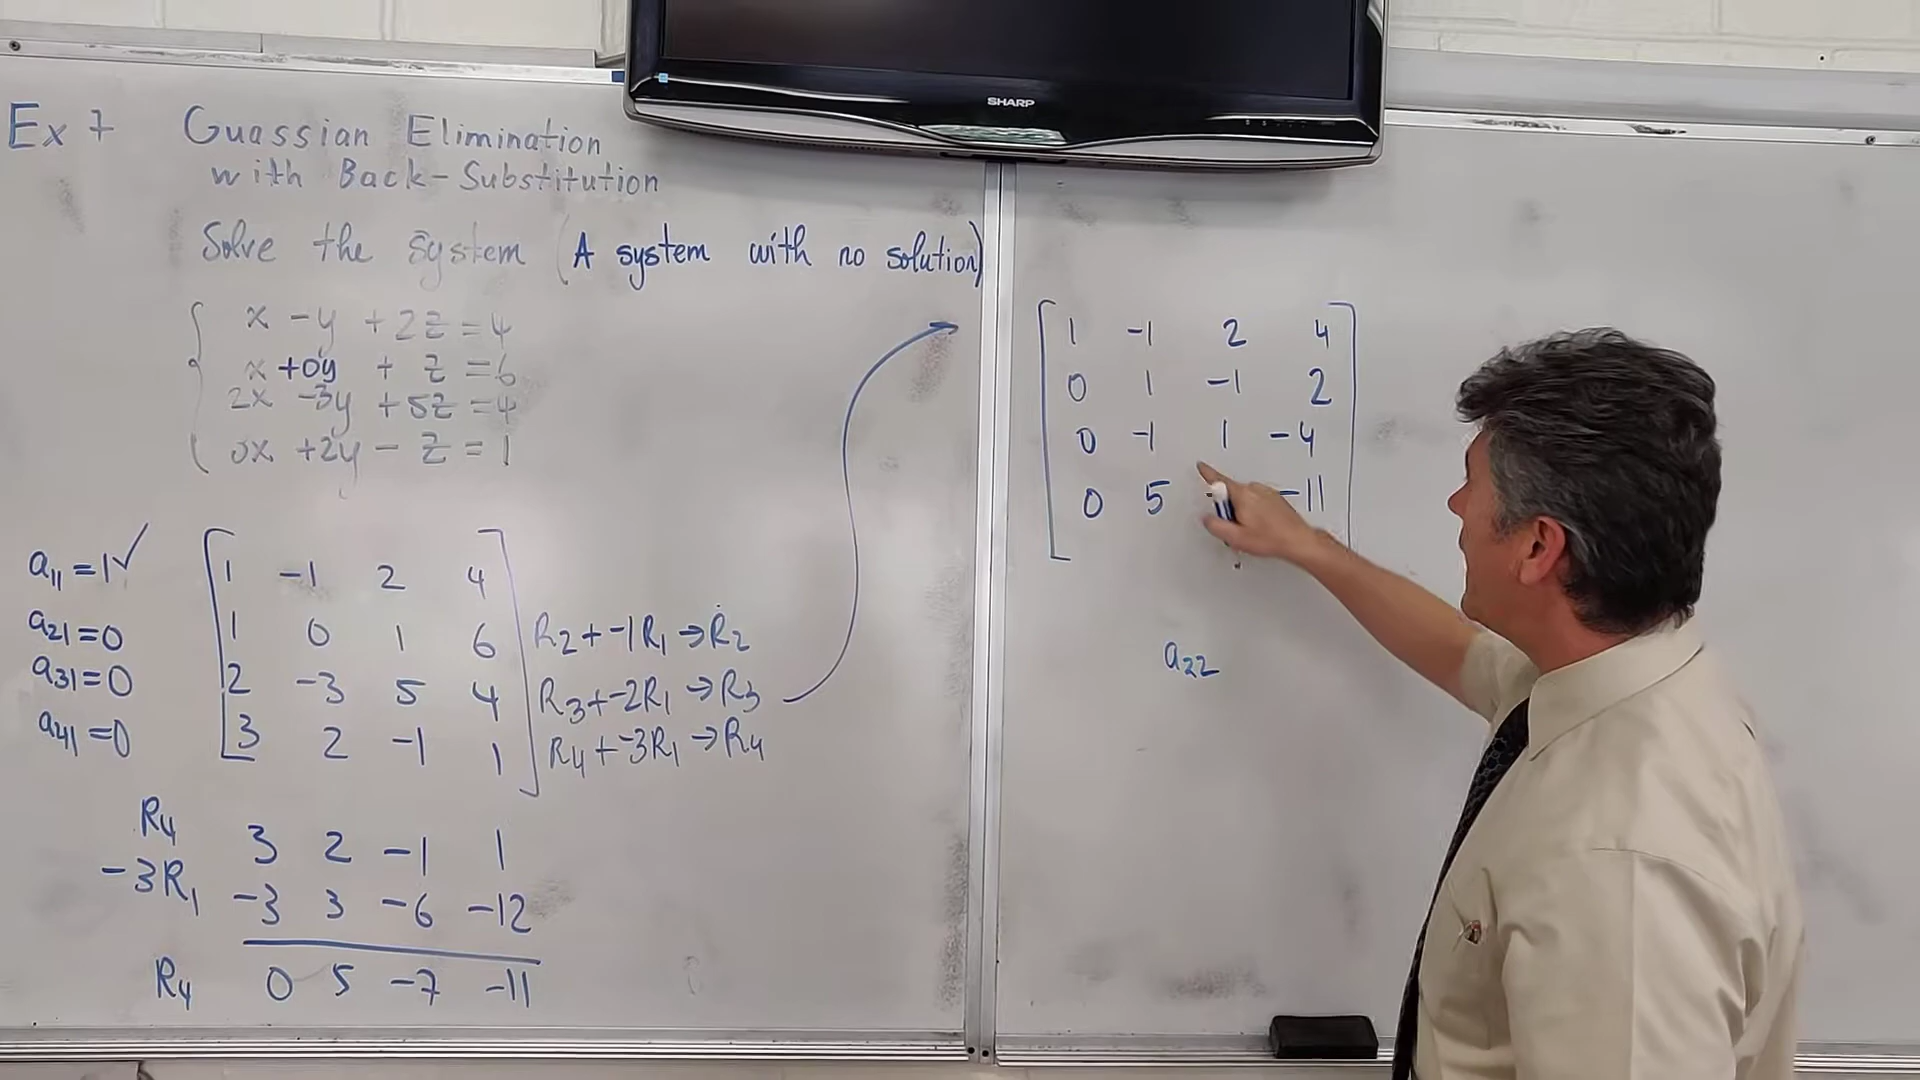 SHARP
Ex 7 Guassian Elimination
with Back-Substitution
Solve the system (A system with no solution)
x -y +2z =4
x +0y + z =6
2x -3y +5z =4
3x +2y - z = 1
a11 =1✓
a21 =0
a31 =0
a41 =0
1 -1 2 4
1 0 1 6 R2+-1R1→R2
2 -3 5 4 R3+-2R1→R3
3 2 -1 1 R4+-3R1→R4
R4 3 2 -1 1
-3R1 -3 3 -6 -12
R4 0 5 -7 -11
1 -1 2 4
0 1 -1 2
0 -1 1 -4
0 5 -11
a22